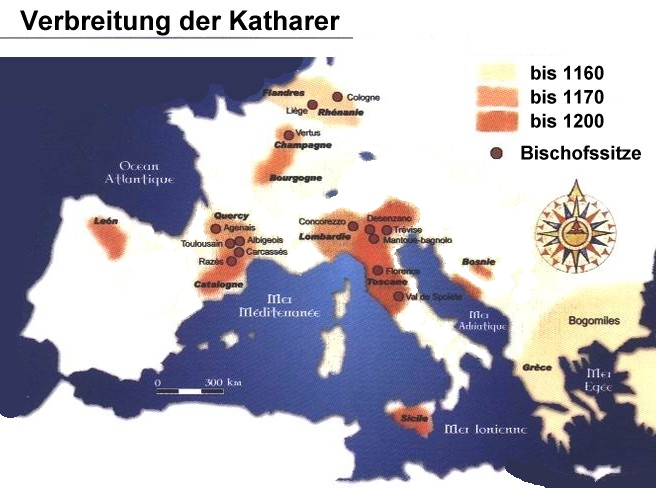 Verbreitung der Katharer
bis 1160
bis 1170
bis 1200
Bischofssitze
Flandres
Cologne
Liège
Rhénanie
Vertus
Champagne
Bourgogne
Ocean
Atlantique
León
Quercy
Agenais
Toulousain
Albigeois
Carcassès
Razès
Catalogne
Concorezzo
Desenzano
Lombardie
Trévise
Mantoue-bagnolo
Florence
Toscane
Val de Spolète
Bosnie
Mer
Méditerranée
Mer
Adriatique
Bogomiles
Grèce
Mer
Egée
0 300 km
Sicile
Mer Ionienne